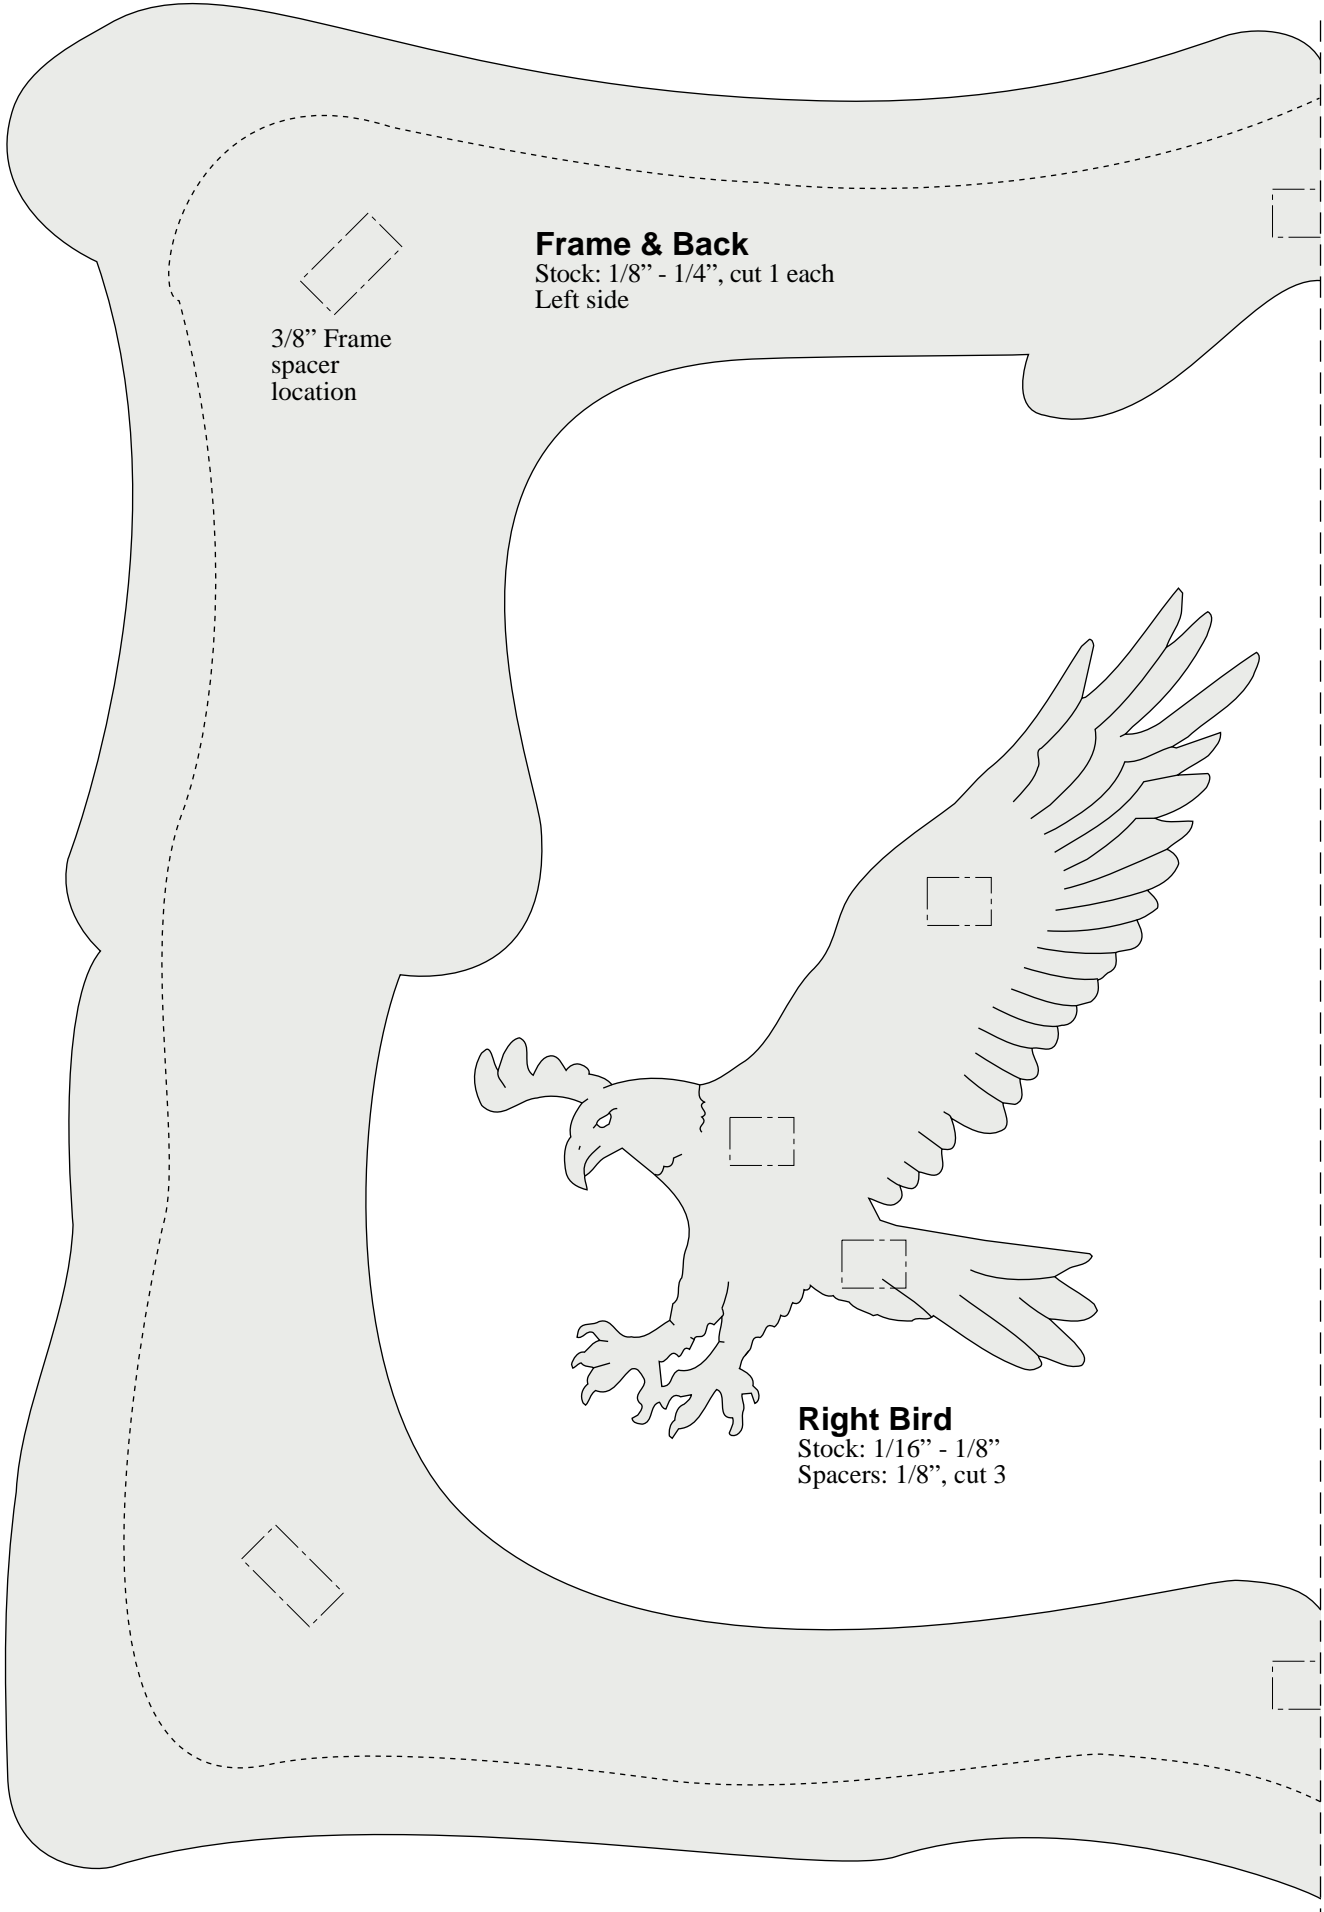 Frame & Back
Stock: 1/8” - 1/4”, cut 1 each
Left side
3/8” Frame
spacer
location
Right Bird
Stock: 1/16” - 1/8”
Spacers: 1/8”, cut 3